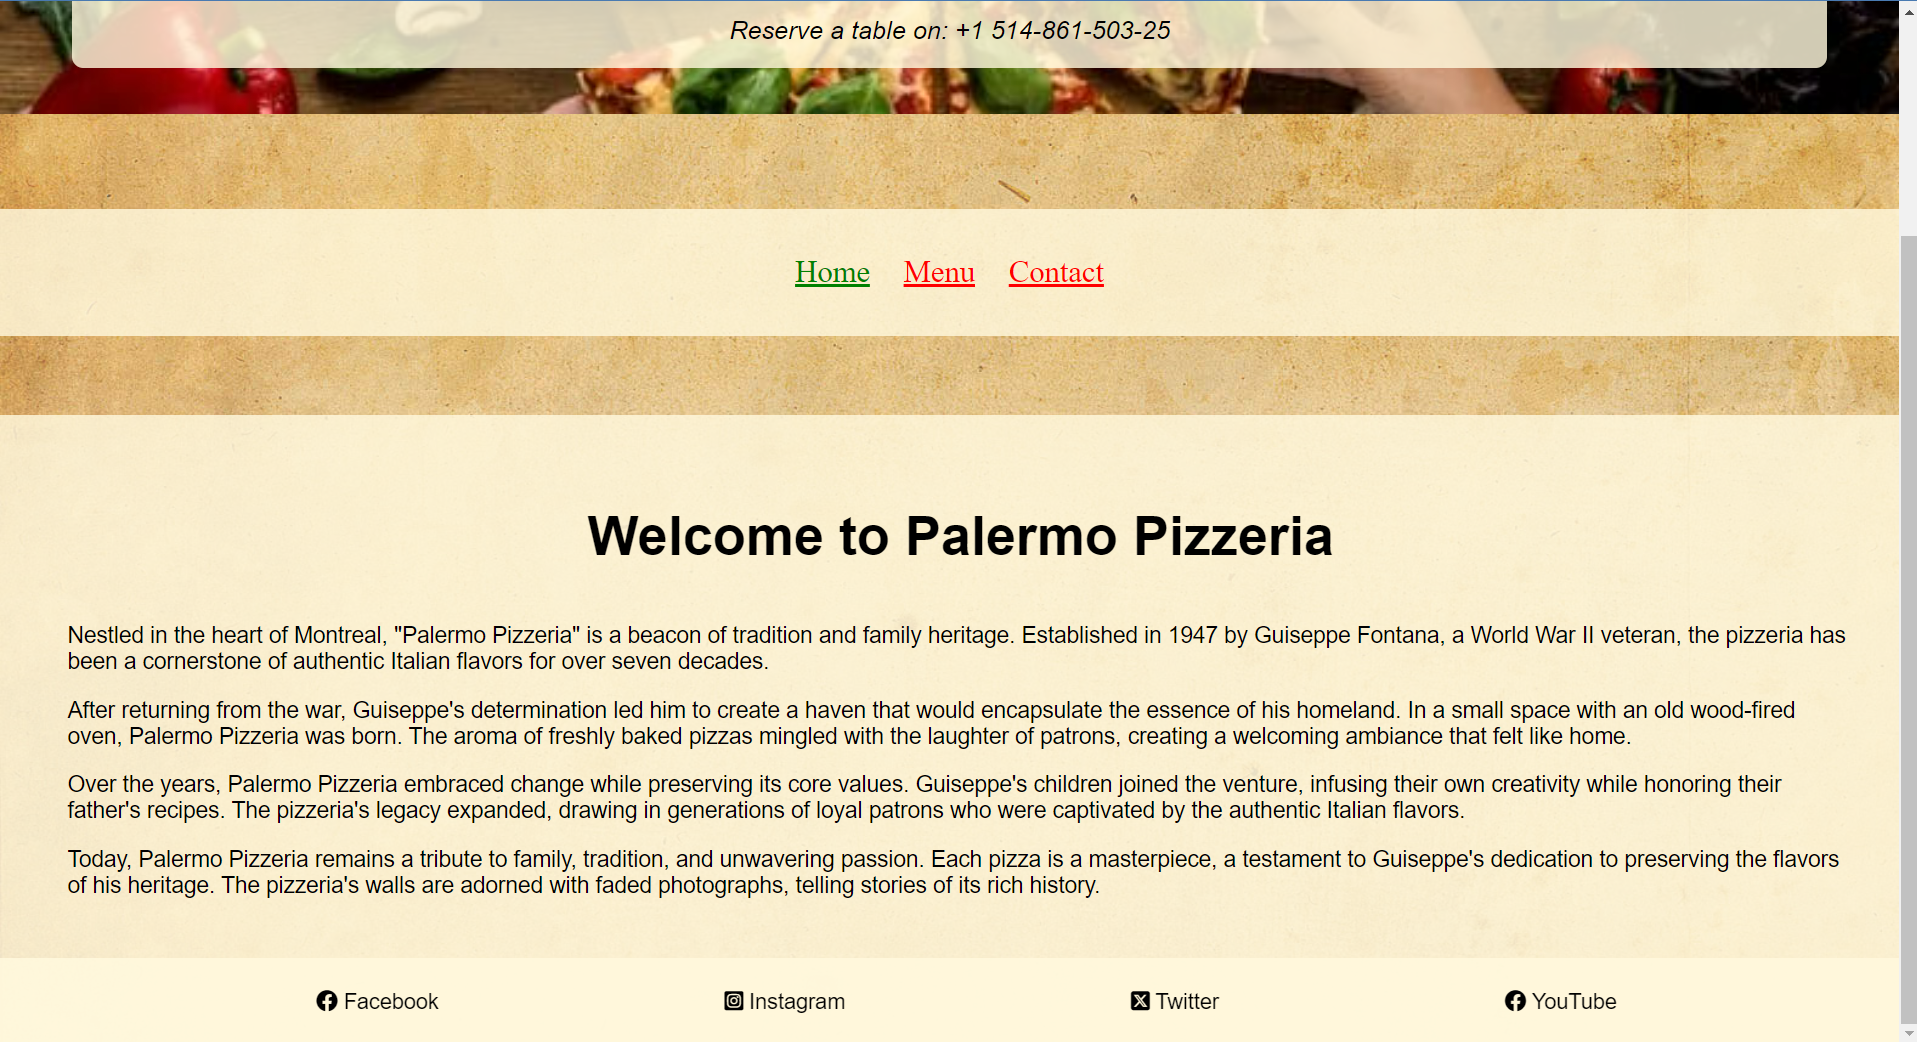 Reserve a table on: +1 514-861-503-25
Home Menu Contact
Welcome to Palermo Pizzeria
Nestled in the heart of Montreal, "Palermo Pizzeria" is a beacon of tradition and family heritage. Established in 1947 by Guiseppe Fontana, a World War II veteran, the pizzeria has
been a cornerstone of authentic Italian flavors for over seven decades.
After returning from the war, Guiseppe's determination led him to create a haven that would encapsulate the essence of his homeland. In a small space with an old wood-fired
oven, Palermo Pizzeria was born. The aroma of freshly baked pizzas mingled with the laughter of patrons, creating a welcoming ambiance that felt like home.
Over the years, Palermo Pizzeria embraced change while preserving its core values. Guiseppe's children joined the venture, infusing their own creativity while honoring their
father's recipes. The pizzeria's legacy expanded, drawing in generations of loyal patrons who were captivated by the authentic Italian flavors.
Today, Palermo Pizzeria remains a tribute to family, tradition, and unwavering passion. Each pizza is a masterpiece, a testament to Guiseppe's dedication to preserving the flavors
of his heritage. The pizzeria's walls are adorned with faded photographs, telling stories of its rich history.
Facebook Instagram Twitter YouTube